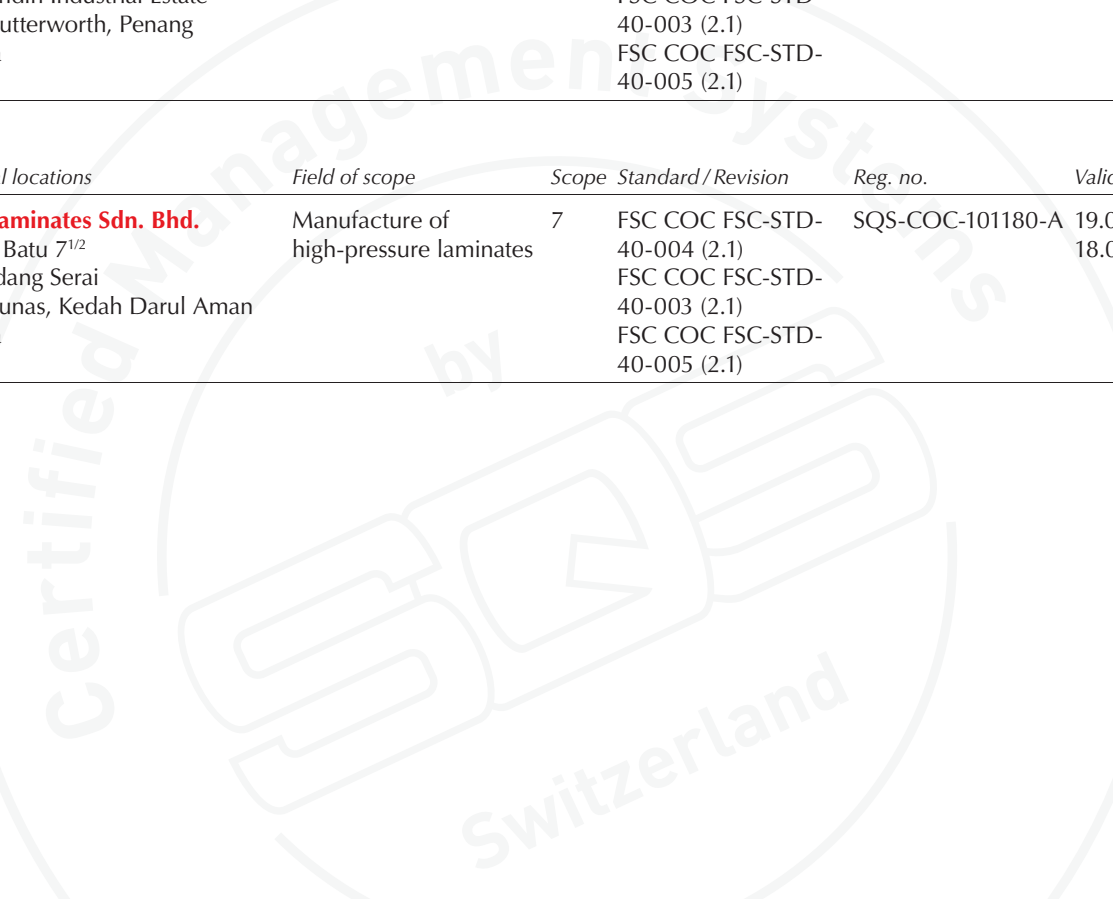 utterworth, Penang
40-003 (2.1)
FSC COC FSC-STD-
40-005 (2.1)
l locations Field of scope Scope Standard / Revision Reg. no. Valid
aminates Sdn. Bhd. Manufacture of 7 FSC COC FSC-STD- SQS-COC-101180-A 19.0
Batu 7 1/2 high-pressure laminates 40-004 (2.1) 18.0
dang Serai FSC COC FSC-STD-
unas, Kedah Darul Aman 40-003 (2.1)
FSC COC FSC-STD-
40-005 (2.1)
Certified Management Systems
by
SQS
Switzerland